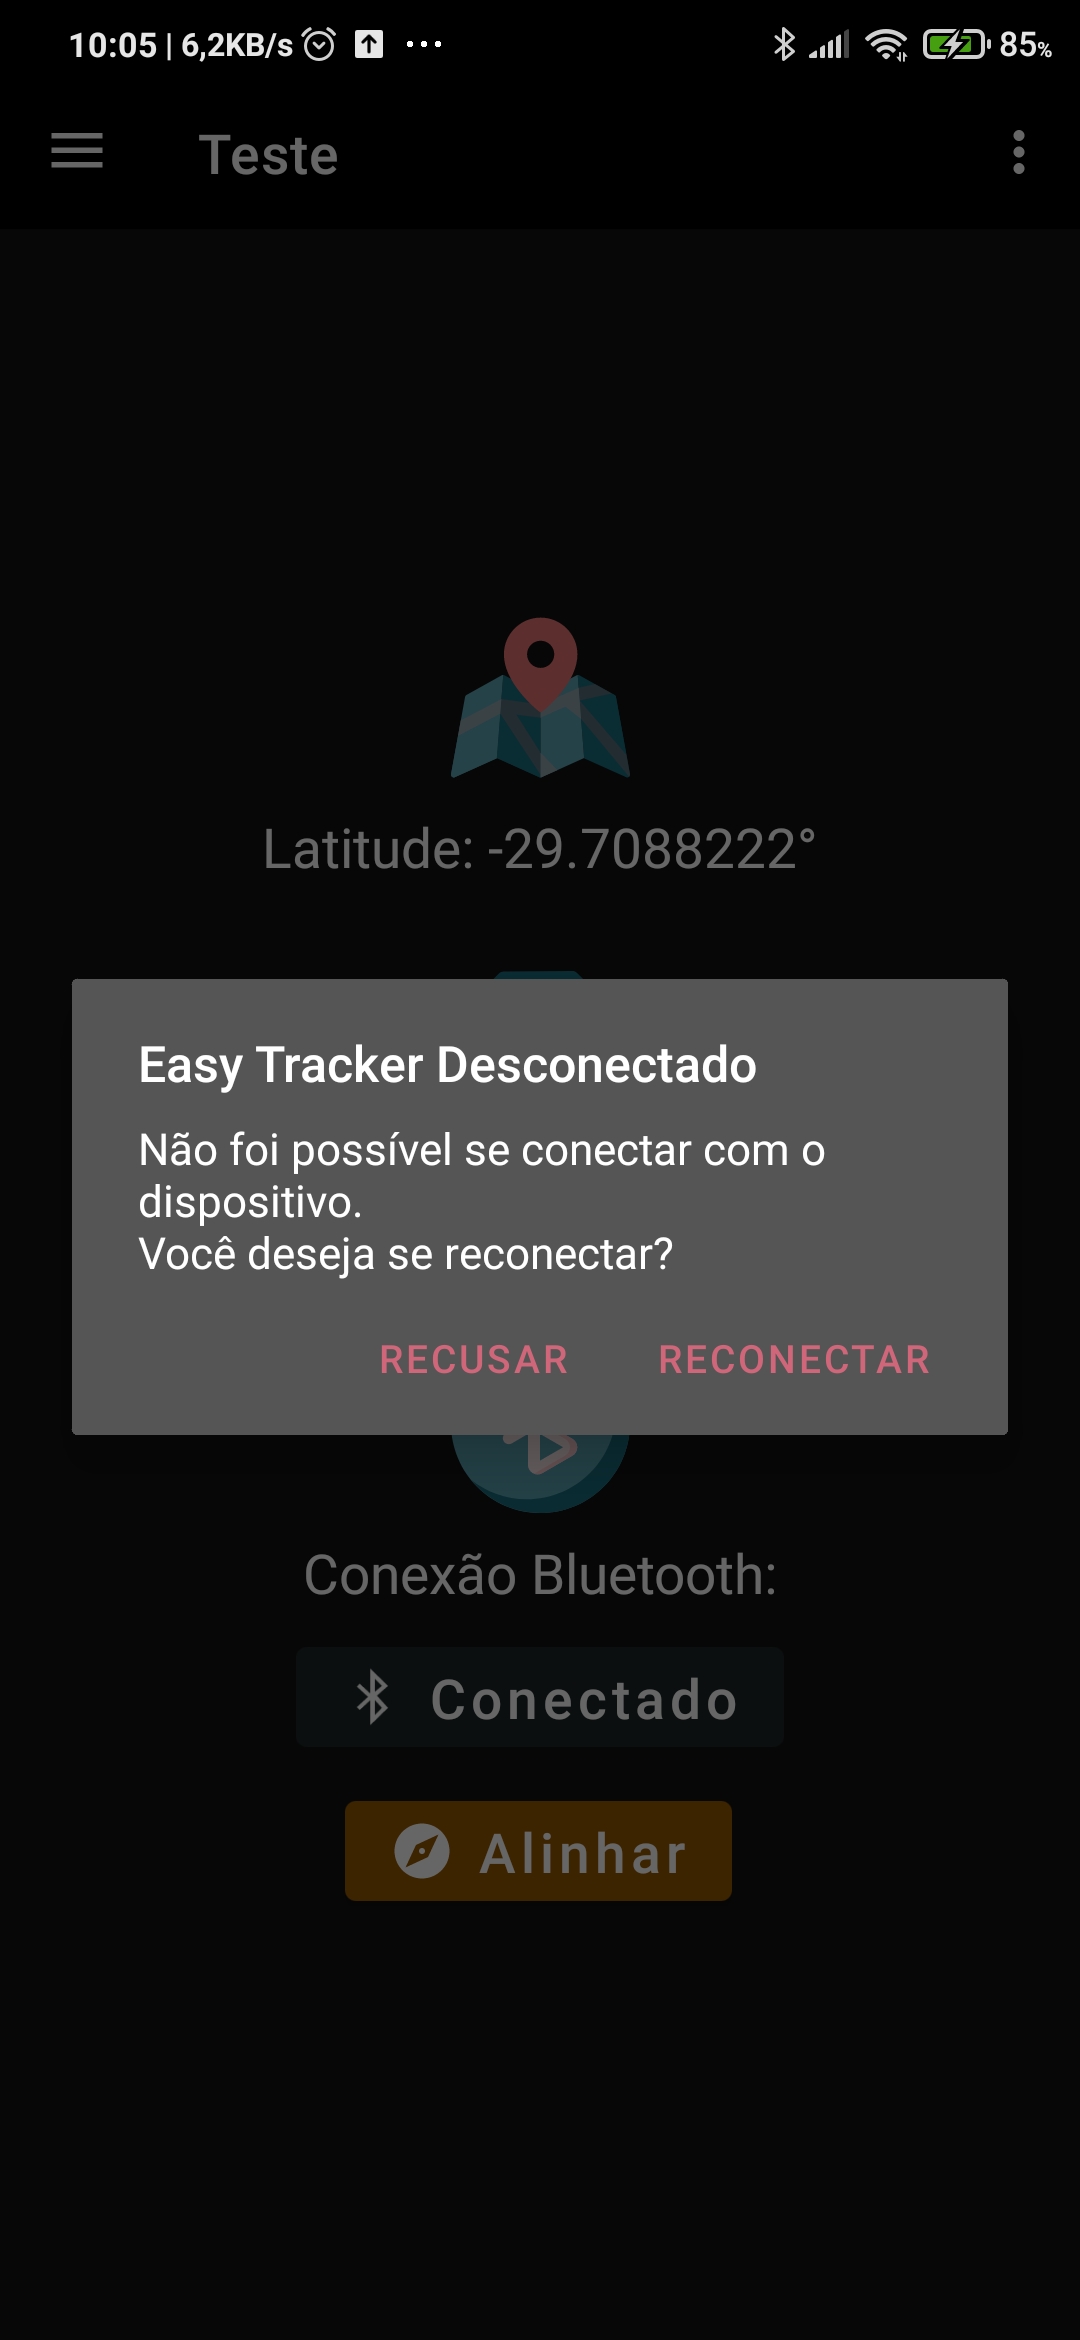 10:05 | 6,2KB/s ... 85%
Teste
Latitude: -29.7088222°
Easy Tracker Desconectado
Não foi possível se conectar com o
dispositivo.
Você deseja se reconectar?
RECUSAR RECONECTAR
Conexão Bluetooth:
Conectado
Alinhar